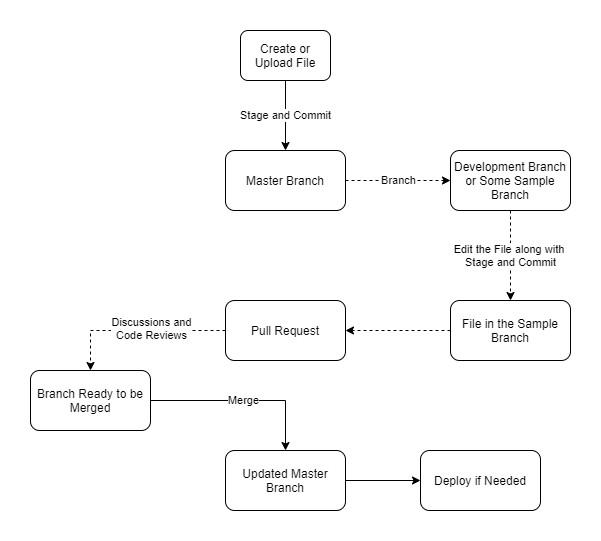 Create or
Upload File
Stage and Commit
Master Branch
Branch
Development Branch
or Some Sample
Branch
Edit the File along with
Stage and Commit
File in the Sample
Branch
Pull Request
Discussions and
Code Reviews
Branch Ready to be
Merged
Merge
Updated Master
Branch
Deploy if Needed